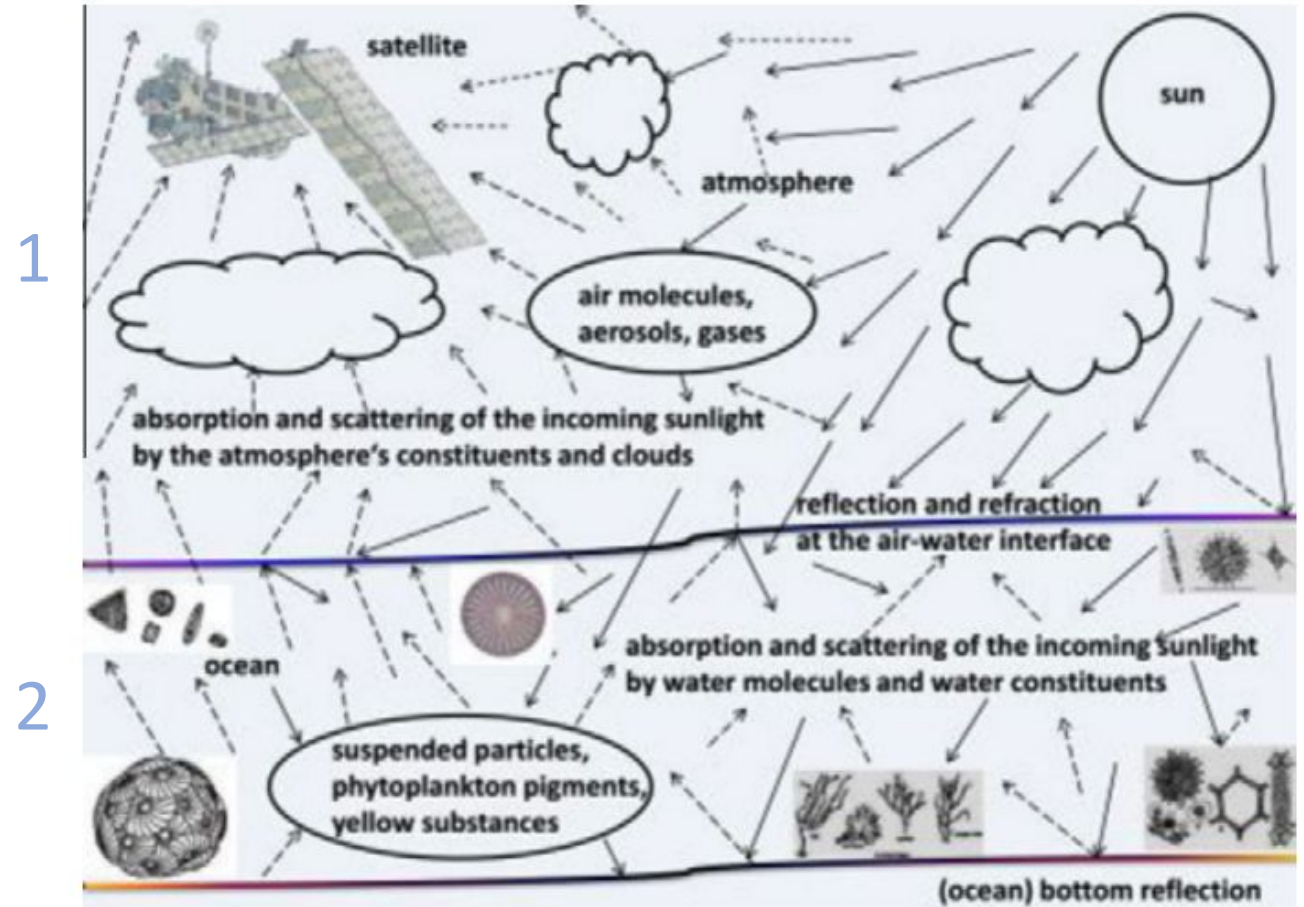 satellite
sun
atmosphere
1
air molecules,
aerosols, gases
absorption and scattering of the incoming sunlight
by the atmosphere's constituents and clouds
reflection and refraction
at the air-water interface
absorption and scattering of the incoming sunlight
by water molecules and water constituents
ocean
2
suspended particles,
phytoplankton pigments,
yellow substances
(ocean) bottom reflection